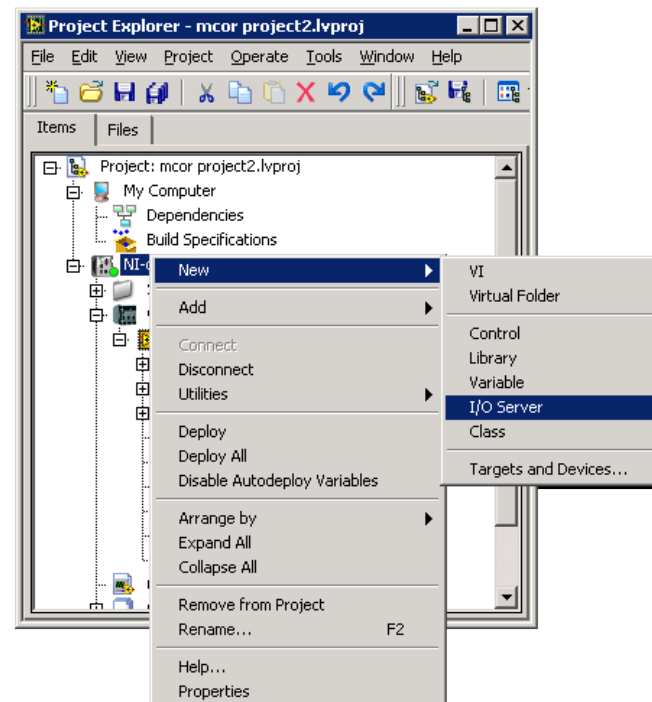 Project Explorer - mcor project2.lvproj
File Edit View Project Operate Tools Window Help
Items Files
Project: mcor project2.lvproj
My Computer
Dependencies
Build Specifications
New
Add
Connect
Disconnect
Utilities
Deploy
Deploy All
Disable Autodeploy Variables
Arrange by
Expand All
Collapse All
Remove from Project
Rename... F2
Help...
Properties
VI
Virtual Folder
Control
Library
Variable
I/O Server
Class
Targets and Devices...